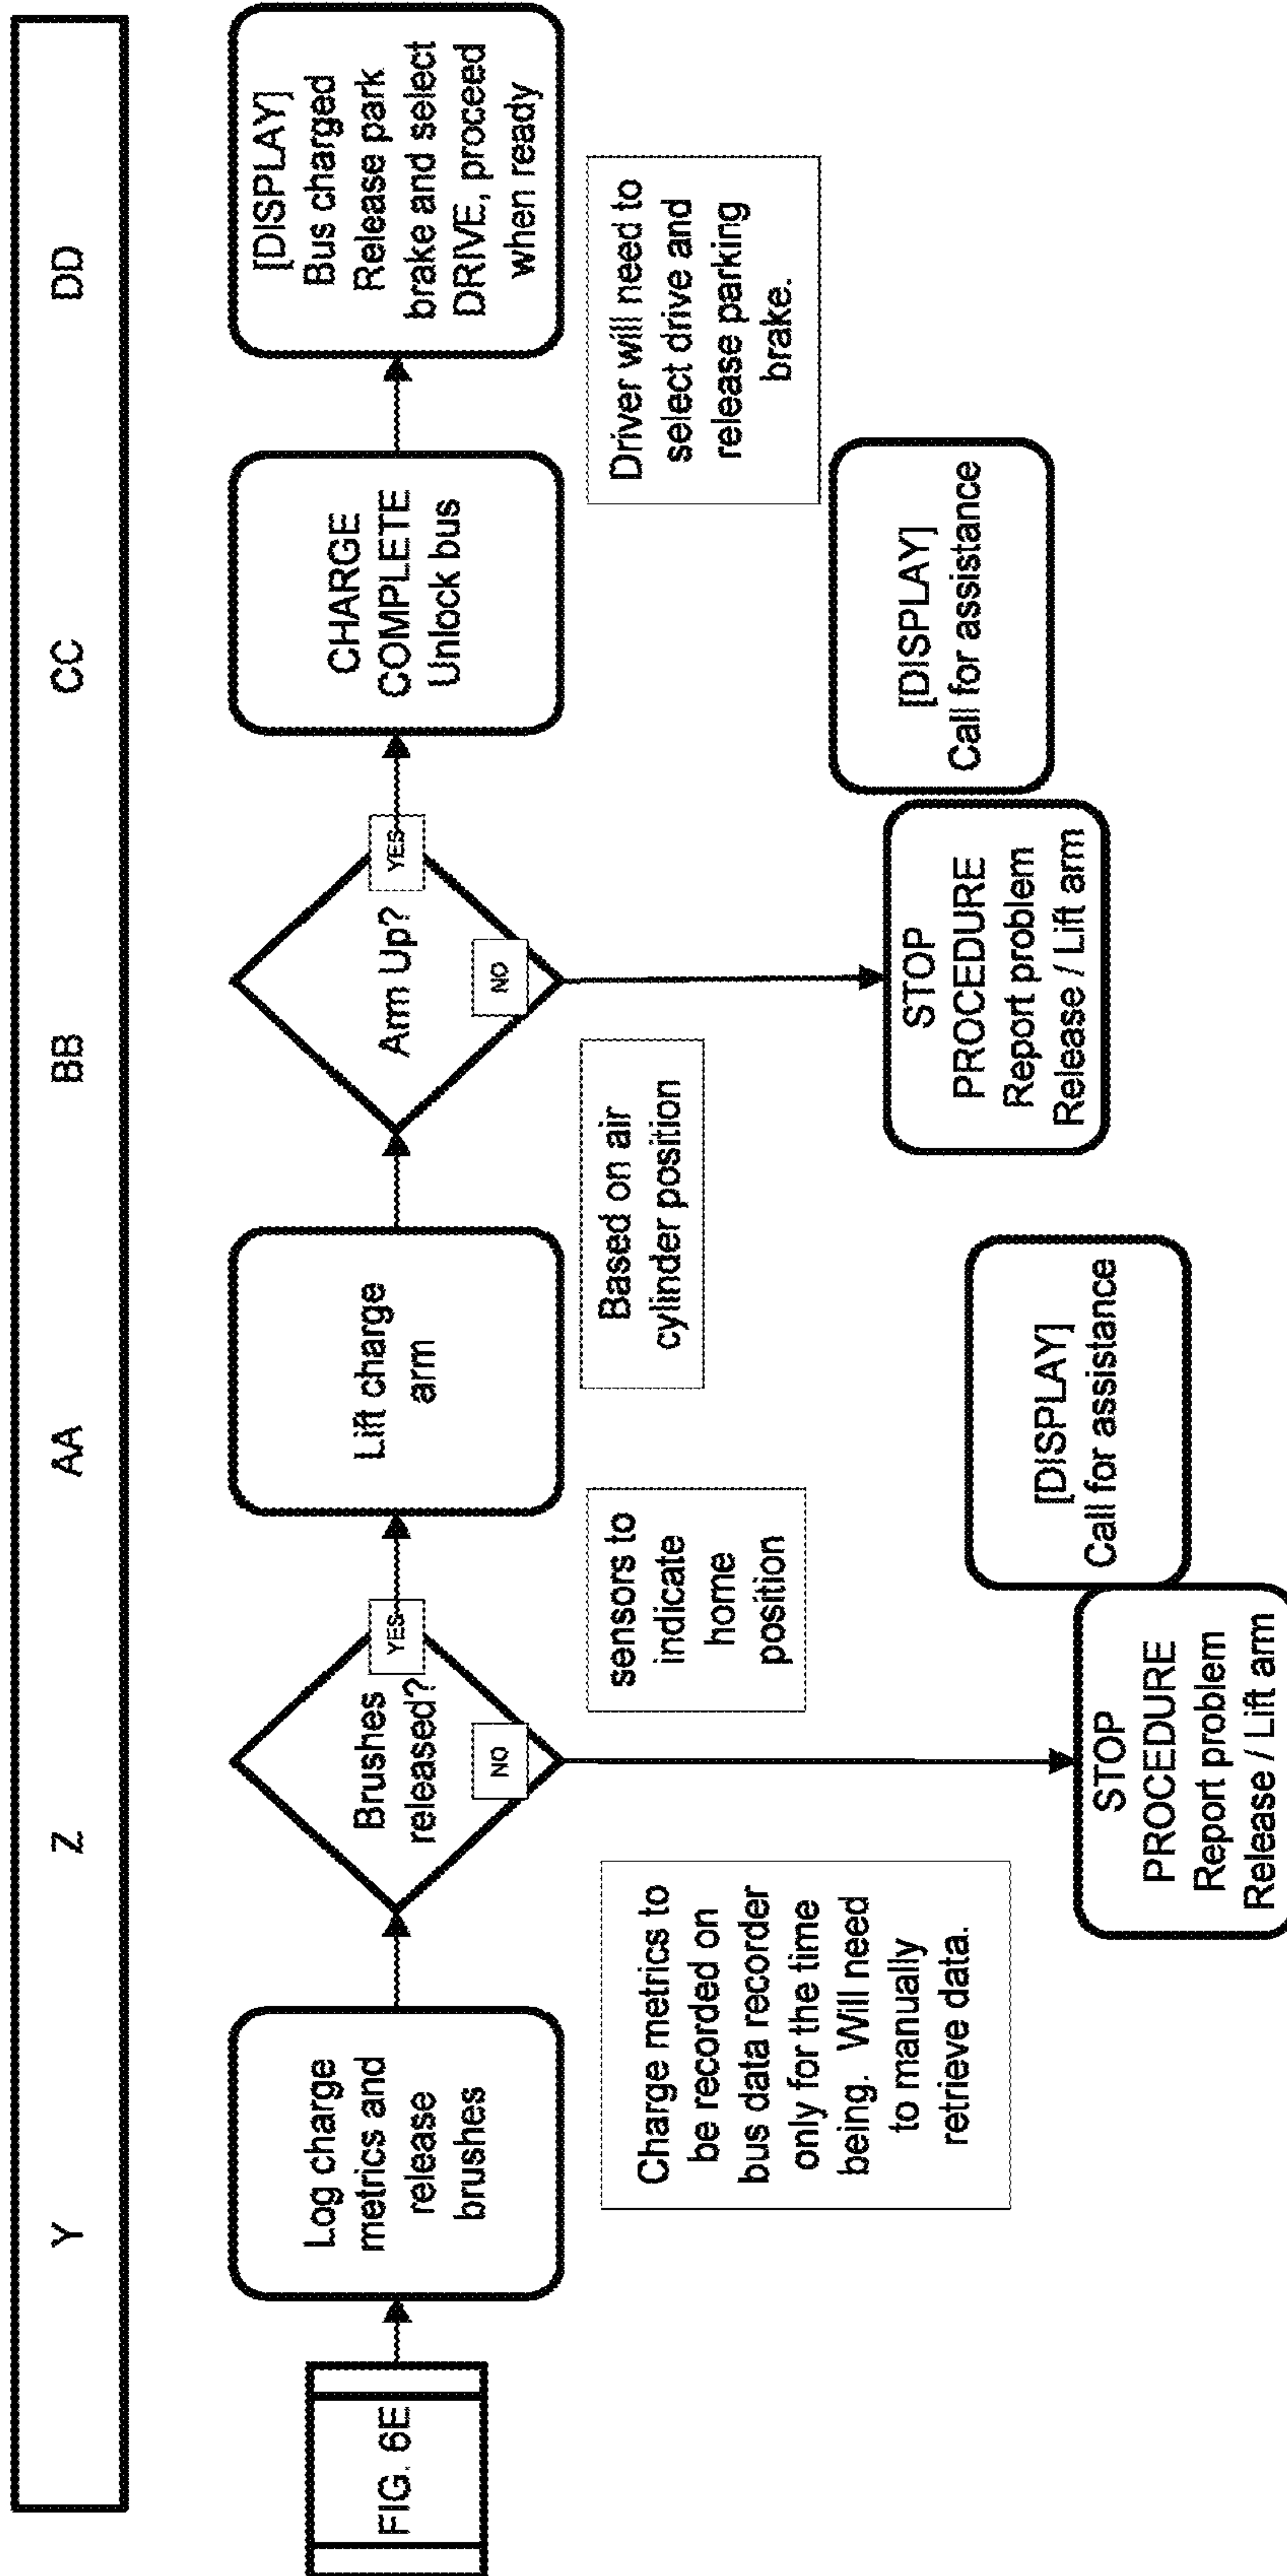 Y Z AA BB CC DD
FIG. 6E
Log charge
metrics and
release
brushes
Brushes
released?
YES
NO
Lift charge
arm
Arm Up?
YES
NO
CHARGE
COMPLETE
Unlock bus
[DISPLAY]
Bus charged
Release park
brake and select
DRIVE, proceed
when ready
Charge metrics to
be recorded on
bus data recorder
only for the time
being. Will need
to manually
retrieve data.
sensors to
indicate
home
position
Based on air
cylinder position
Driver will need to
select drive and
release parking
brake.
STOP
PROCEDURE
Report problem
Release / Lift arm
[DISPLAY]
Call for assistance
STOP
PROCEDURE
Report problem
Release / Lift arm
[DISPLAY]
Call for assistance